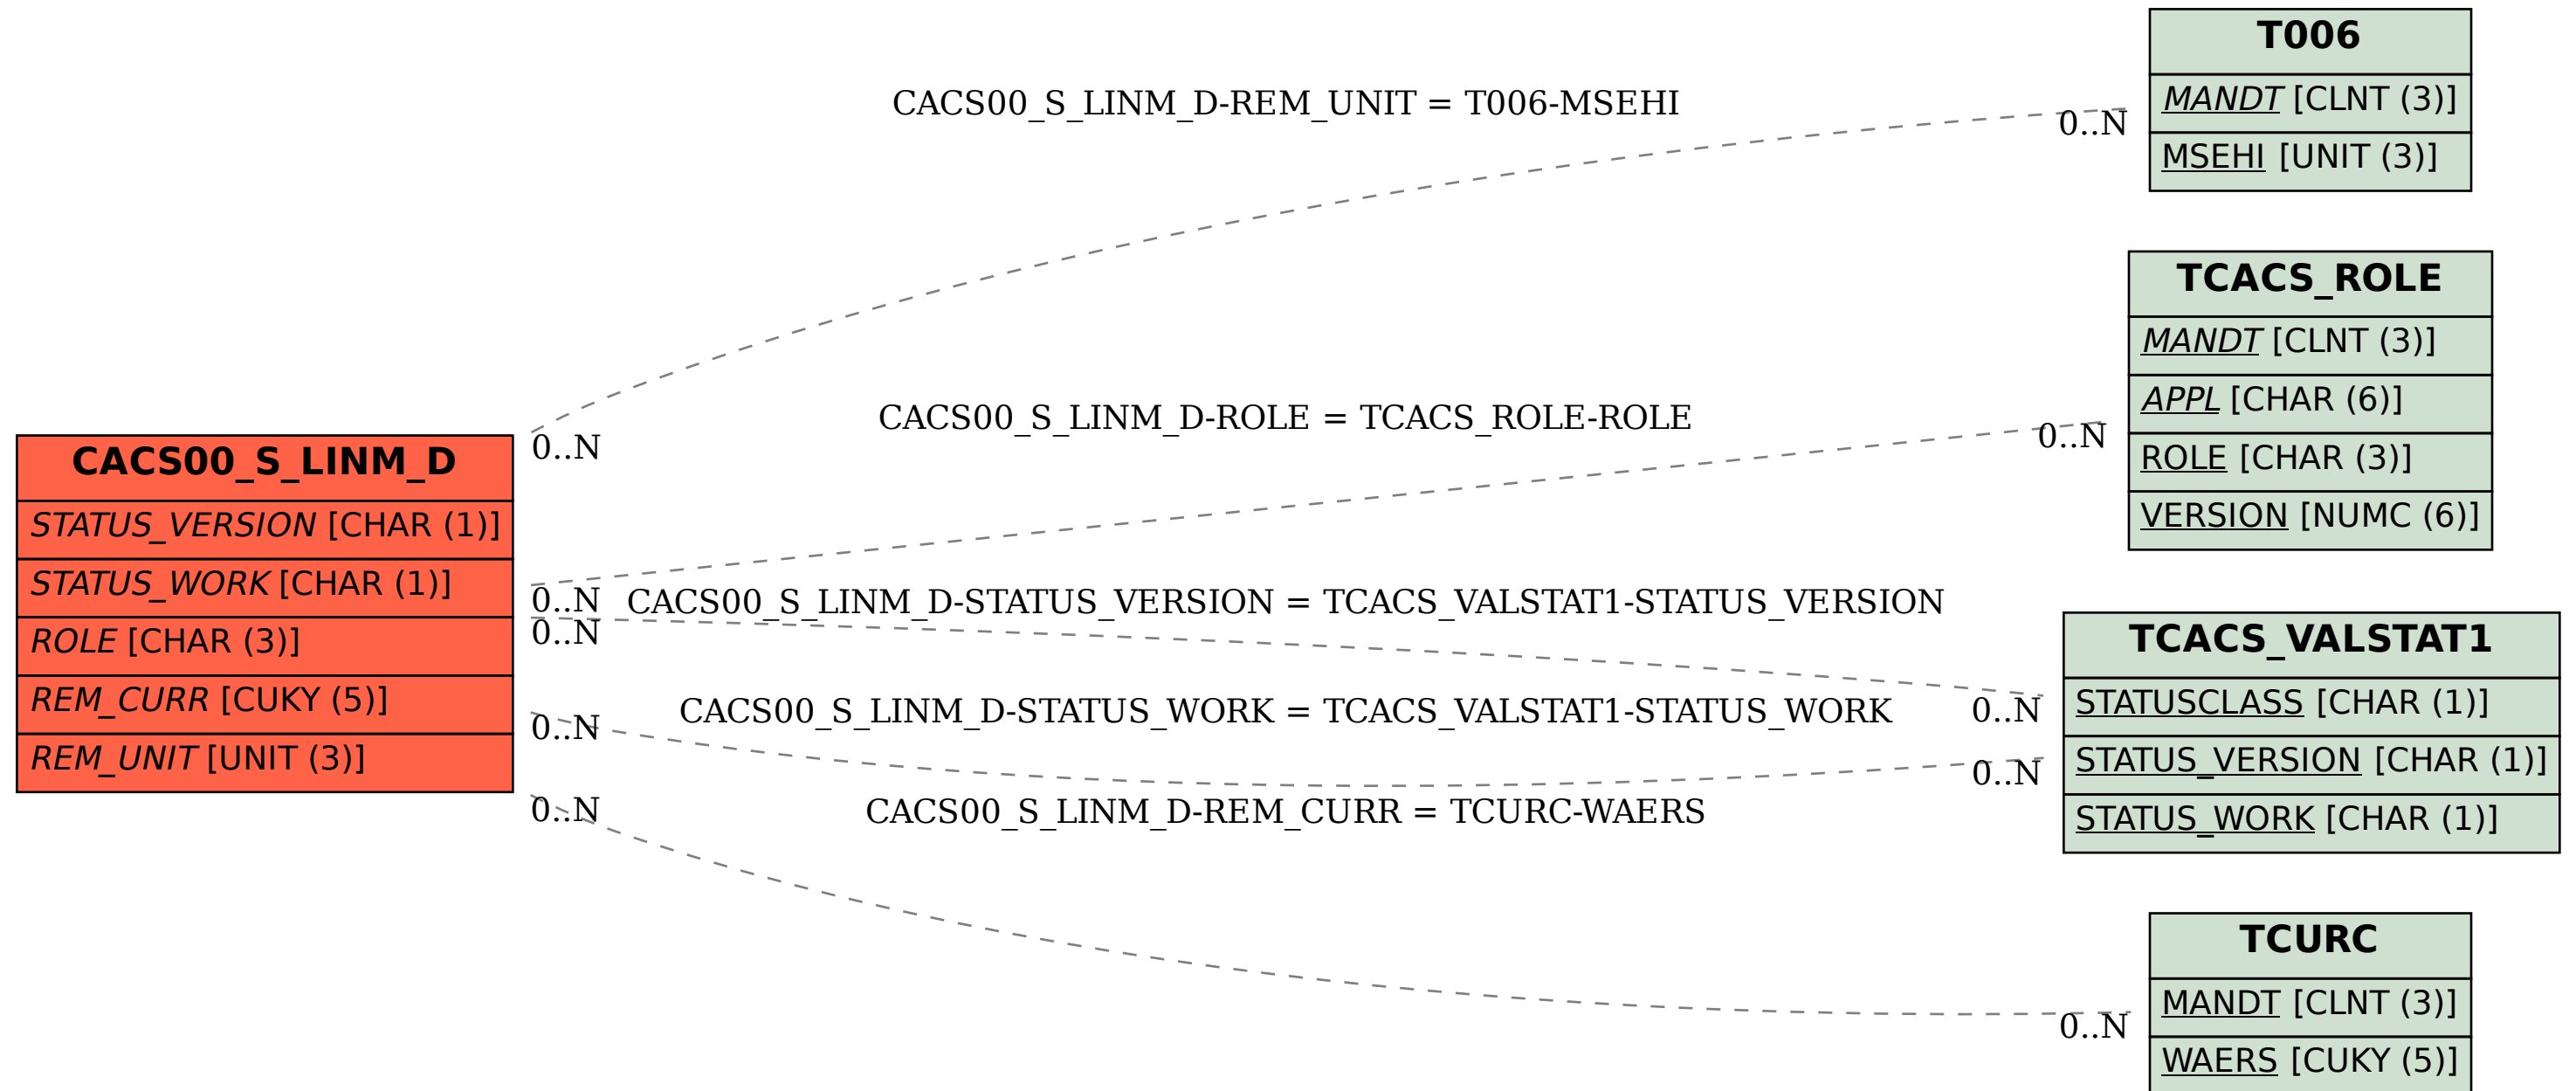 CACS00_S_LINM_D
STATUS_VERSION [CHAR (1)]
STATUS_WORK [CHAR (1)]
ROLE [CHAR (3)]
REM_CURR [CUKY (5)]
REM_UNIT [UNIT (3)]
CACS00_S_LINM_D-REM_UNIT = T006-MSEHI
0..N
0..N
CACS00_S_LINM_D-ROLE = TCACS_ROLE-ROLE
0..N
0..N
CACS00_S_LINM_D-STATUS_VERSION = TCACS_VALSTAT1-STATUS_VERSION
0..N
0..N
CACS00_S_LINM_D-STATUS_WORK = TCACS_VALSTAT1-STATUS_WORK
0..N
0..N
CACS00_S_LINM_D-REM_CURR = TCURC-WAERS
0..N
0..N
T006
MANDT [CLNT (3)]
MSEHI [UNIT (3)]
TCACS_ROLE
MANDT [CLNT (3)]
APPL [CHAR (6)]
ROLE [CHAR (3)]
VERSION [NUMC (6)]
TCACS_VALSTAT1
STATUSCLASS [CHAR (1)]
STATUS_VERSION [CHAR (1)]
STATUS_WORK [CHAR (1)]
TCURC
MANDT [CLNT (3)]
WAERS [CUKY (5)]